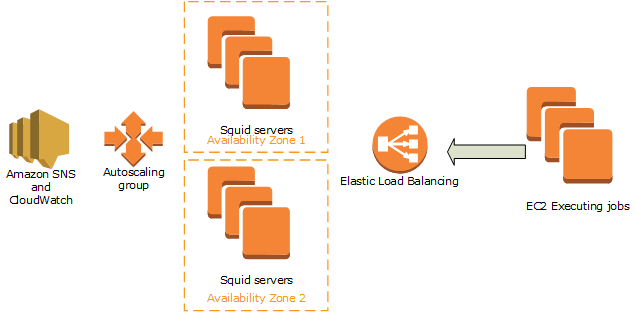 Amazon SNS
and
CloudWatch
Autoscaling
group
Squid servers
Availability Zone 1
Squid servers
Availability Zone 2
Elastic Load Balancing
EC2 Executing jobs